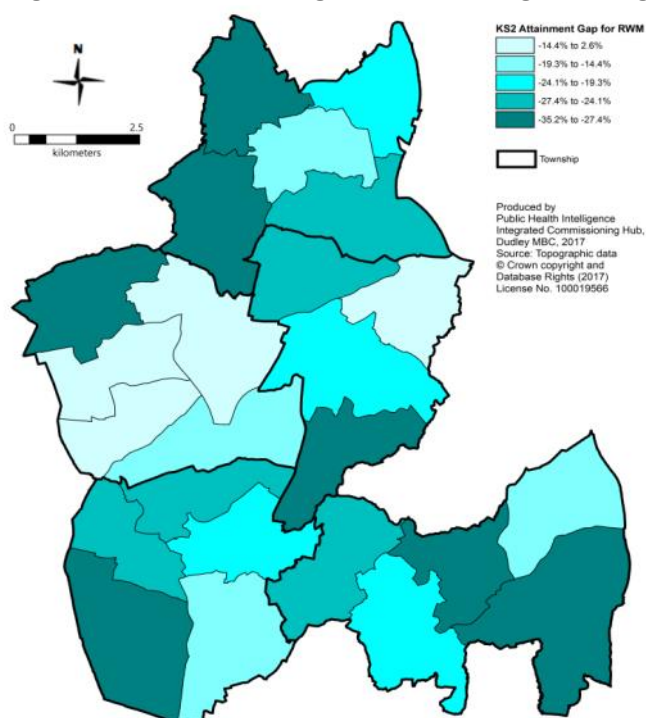 KS2 Attainment Gap for RWM
-14.4% to 2.6%
-19.3% to -14.4%
-24.1% to -19.3%
-27.4% to -24.1%
-35.2% to -27.4%
Township
N
0 2.5
kilometers
Produced by
Public Health Intelligence
Integrated Commissioning Hub,
Dudley MBC, 2017
Source: Topographic data
© Crown copyright and
Database Rights (2017)
License No. 100019566